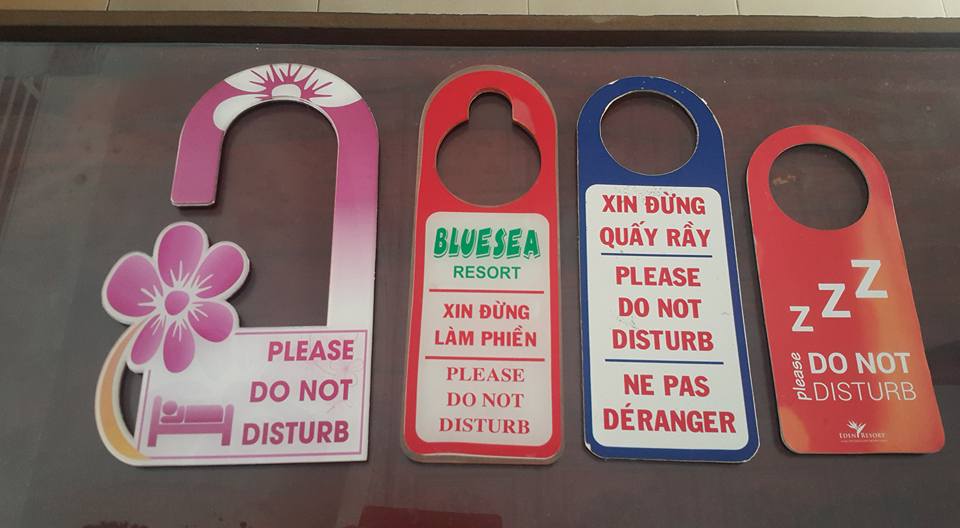 PLEASE
DO NOT
DISTURB
BLUESEA
RESORT
XIN ĐỪNG
LÀM PHIỀN
PLEASE
DO NOT
DISTURB
XIN ĐỪNG
QUẤY RẦY
PLEASE
DO NOT
DISTURB
NE PAS
DÉRANGER
Z Z Z
please
DO NOT
DISTURB
EDEN RESORT